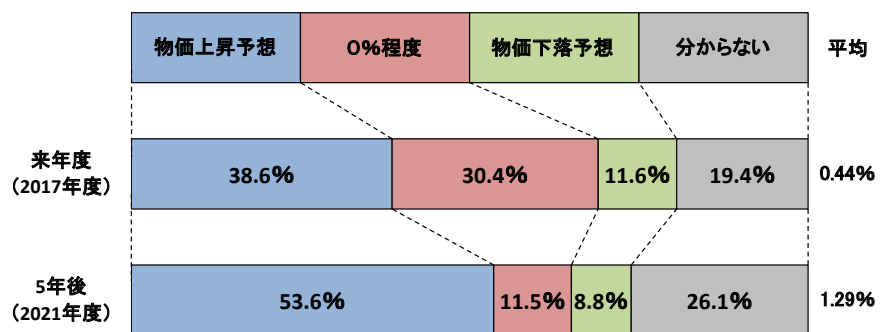 物価上昇予想 0%程度 物価下落予想 分からない 平均
来年度
(2017年度)
38.6% 30.4% 11.6% 19.4% 0.44%
5年後
(2021年度)
53.6% 11.5% 8.8% 26.1% 1.29%